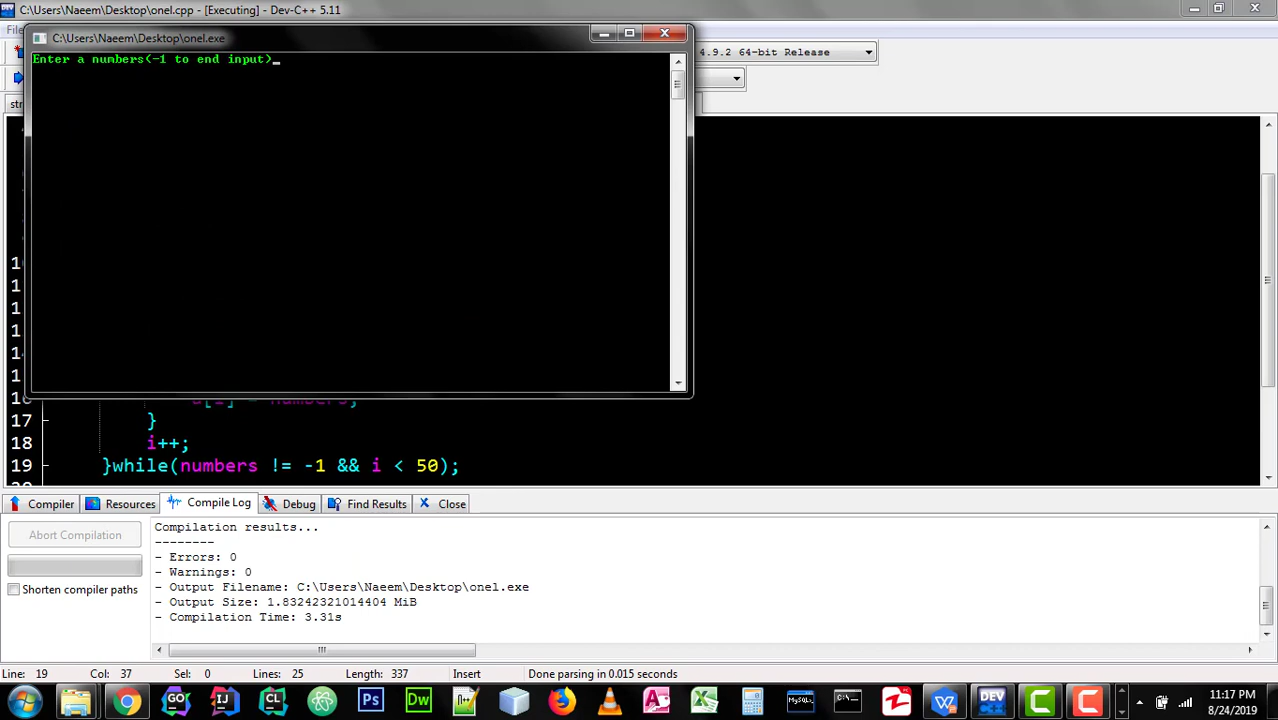 C:\Users\Naeem\Desktop\onel.cpp - [Executing] - Dev-C++ 5.11
C:\Users\Naeem\Desktop\onel.exe
4.9.2 64-bit Release
Enter a numbers(-1 to end input)
str
16
17 }
18 i++;
19 }while(numbers != -1 && i < 50);
Compiler Resources Compile Log Debug Find Results Close
Abort Compilation
Shorten compiler paths
Compilation results...
--------
- Errors: 0
- Warnings: 0
- Output Filename: C:\Users\Naeem\Desktop\onel.exe
- Output Size: 1.83242321014404 MiB
- Compilation Time: 3.31s
Line: 19 Col: 37 Sel: 0 Lines: 25 Length: 337 Insert Done parsing in 0.015 seconds
11:17 PM
8/24/2019